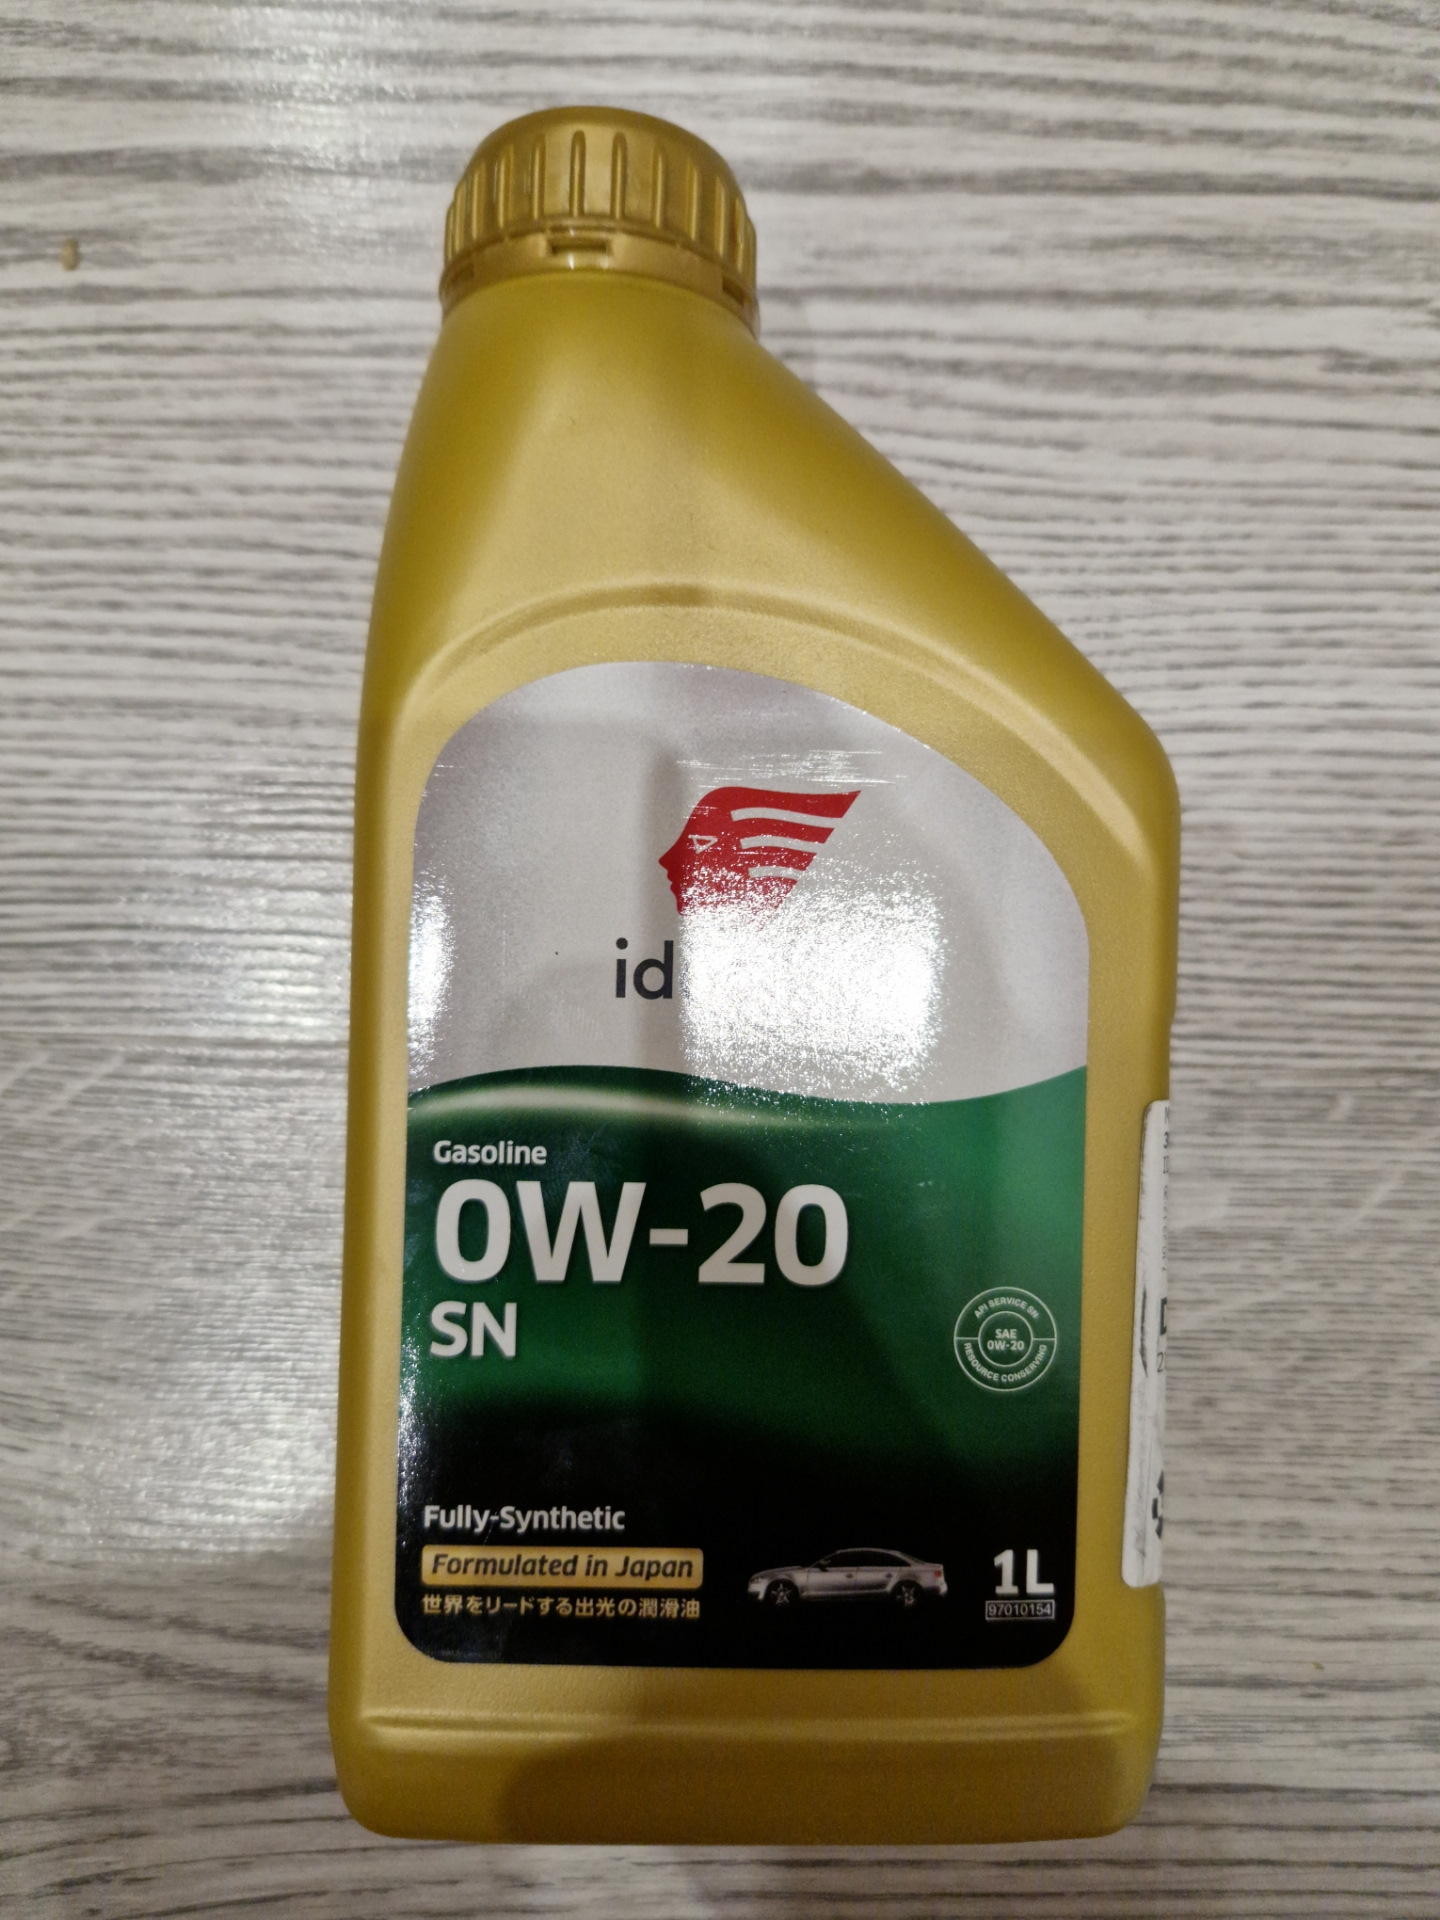 id
Gasoline
0W-20
SN
API SERVICE SN
SAE
0W-20
RESOURCE CONSERVING
Fully-Synthetic
Formulated in Japan
世界をリードする出光の潤滑油
1L
97010154